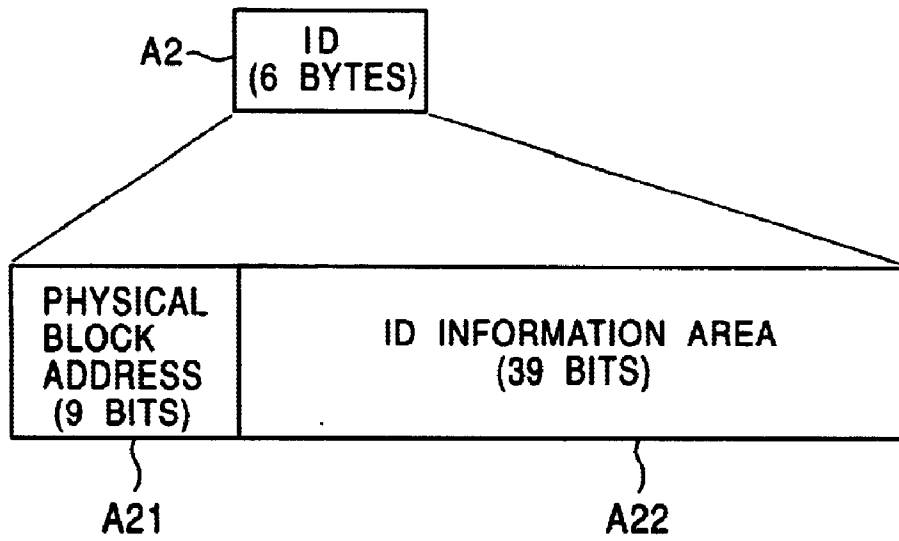 A2
ID
(6 BYTES)
PHYSICAL
BLOCK
ADDRESS
(9 BITS)
ID INFORMATION AREA
(39 BITS)
A21
A22